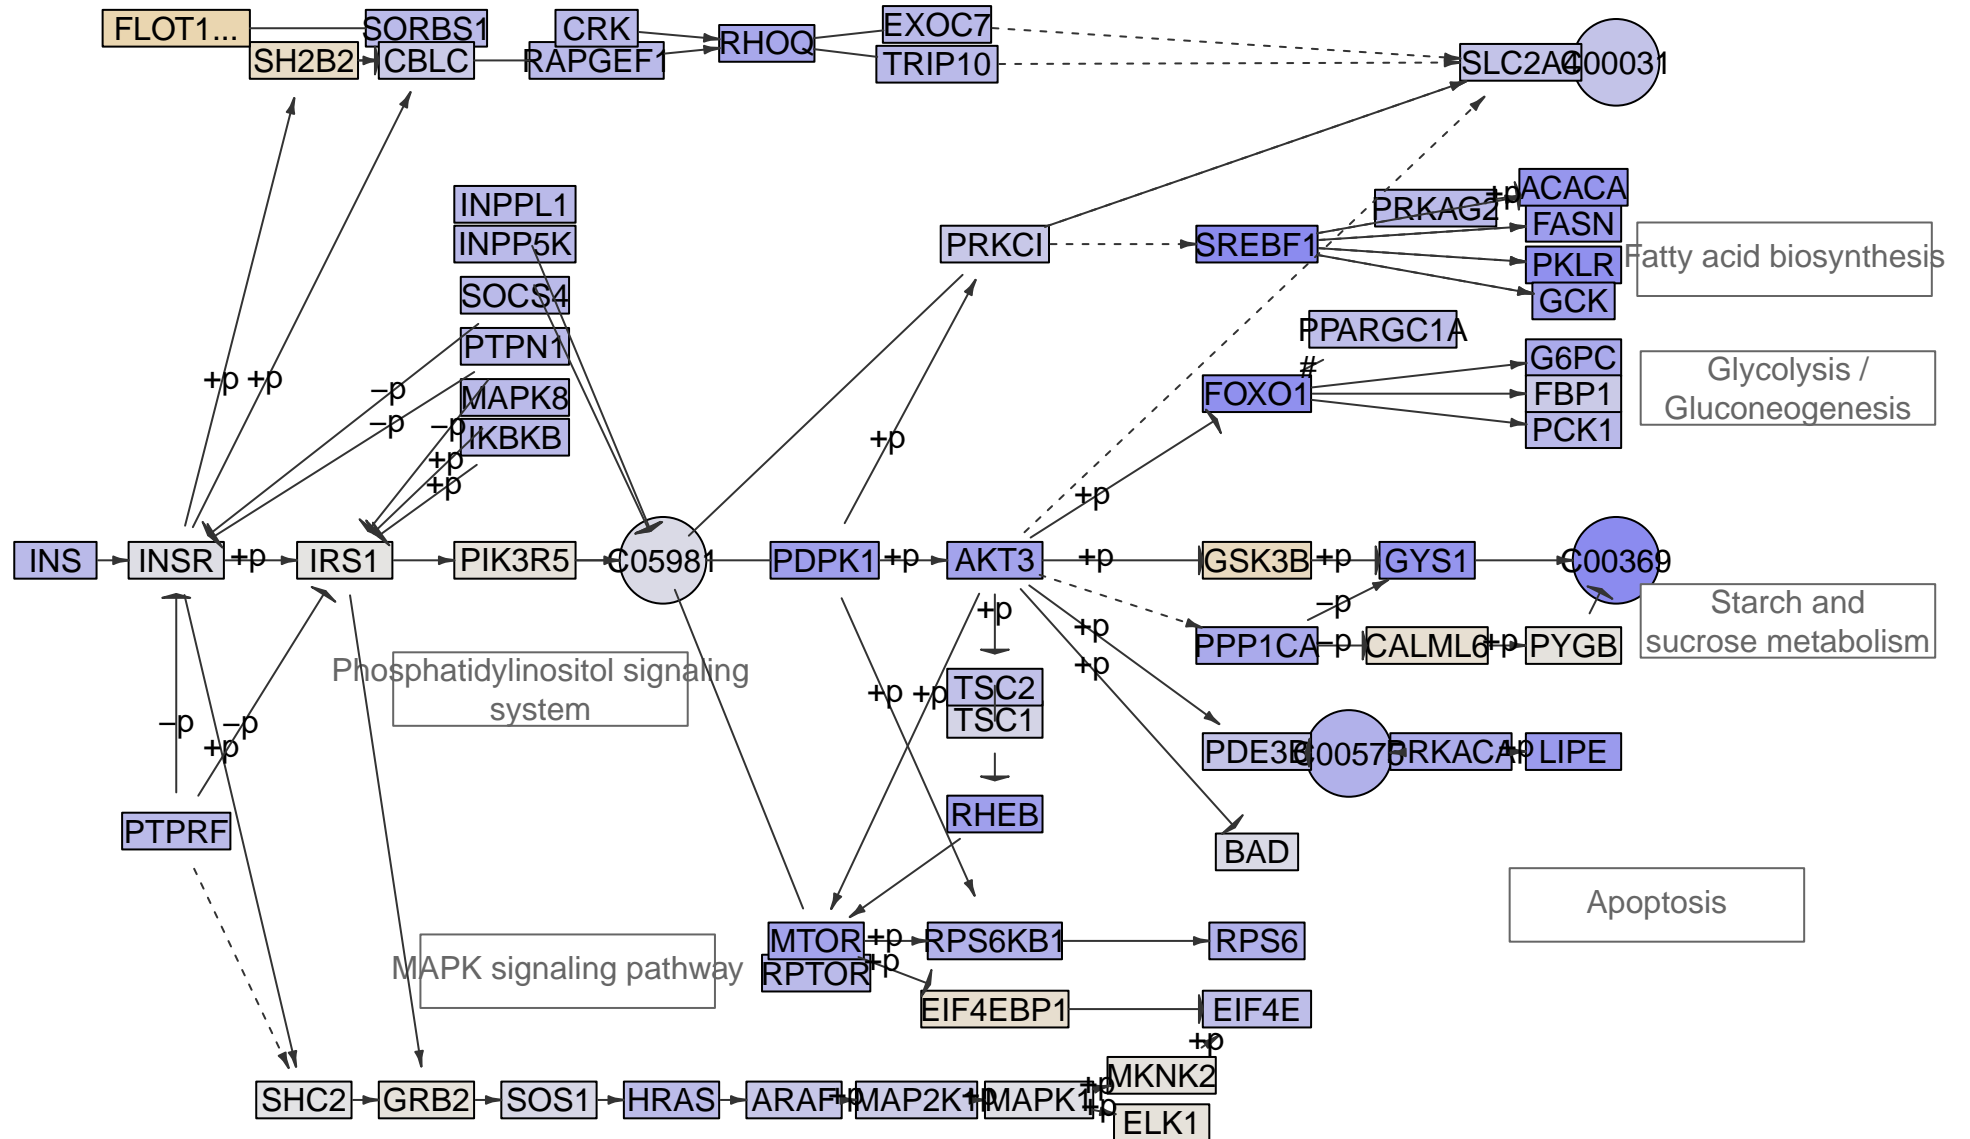 FLOT1...
SORBS1
CRK
EXOC7
SH2B2
CBLC
RAPGEF1
RHOQ
TRIP10
SLC2A4
C00031
INPPL1
INPP5K
SOCS4
PTPN1
MAPK8
IKBKB
PRKCI
SREBF1
PRKAG2
+p
ACACA
FASN
PKLR
GCK
Fatty acid biosynthesis
PPARGC1A
#
FOXO1
G6PC
FBP1
PCK1
Glycolysis /
Gluconeogenesis
+p
+p
−p
−p
−p
+p
+p
+p
+p
INS
INSR
+p
IRS1
PIK3R5
C05981
PDPK1
+p
AKT3
+p
GSK3B
+p
GYS1
C00369
−p
+p
+p
+p
PPP1CA
−p
CALML6
+p
PYGB
Starch and
sucrose metabolism
Phosphatidylinositol signaling
system
−p
−p
+p
+p
+p
TSC2
TSC1
PDE3B
C00575
PRKACA
+p
LIPE
PTPRF
RHEB
BAD
Apoptosis
MAPK signaling pathway
MTOR
+p
RPS6KB1
RPS6
RPTOR
+p
EIF4EBP1
EIF4E
+p
MKNK2
SHC2
GRB2
SOS1
HRAS
ARAF
+p
MAP2K1
+p
MAPK1
+p
+p
ELK1